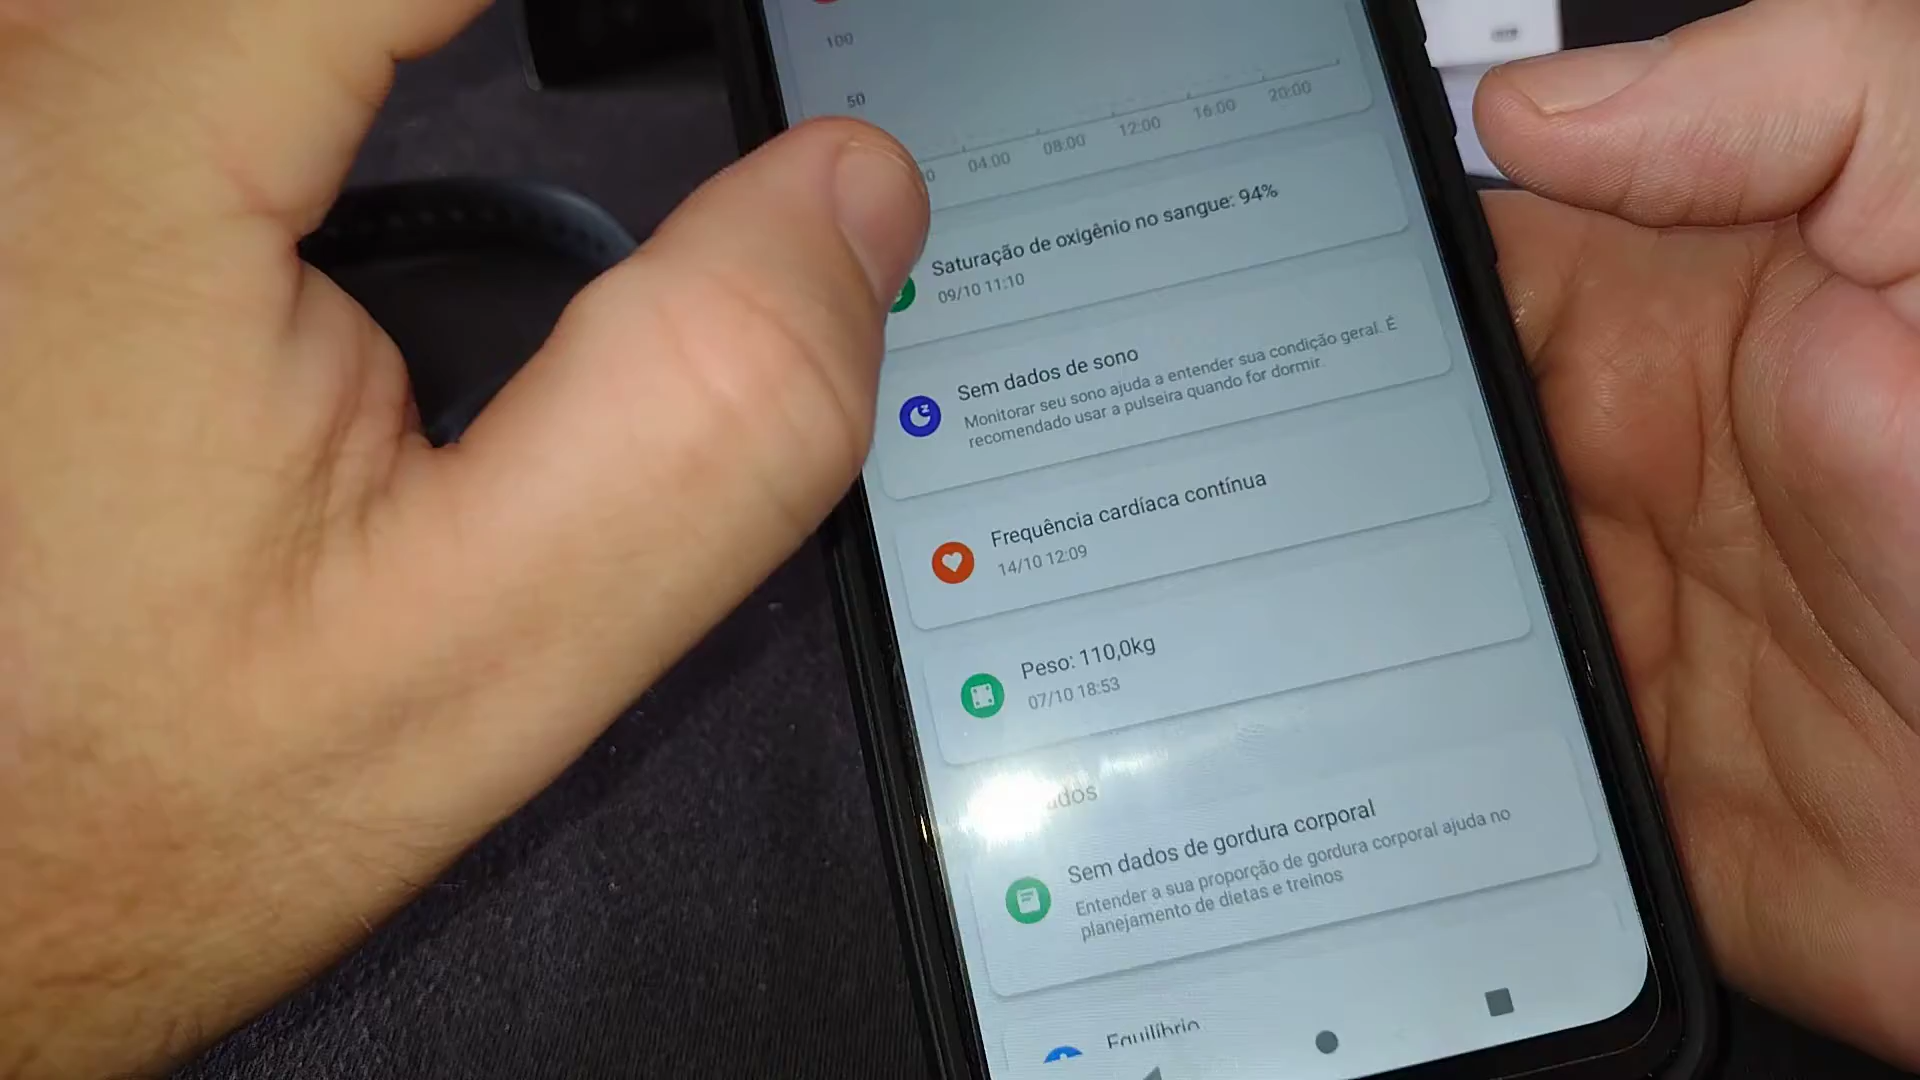 100
50
04:00
08:00
12:00
16:00
20:00
Saturação de oxigênio no sangue: 94%
09/10 11:10
Sem dados de sono
Monitorar seu sono ajuda a entender sua condição geral. É
recomendado usar a pulseira quando for dormir.
Frequência cardíaca contínua
14/10 12:09
Peso: 110,0kg
07/10 18:53
Sem dados de gordura corporal
Entender a sua proporção de gordura corporal ajuda no
planejamento de dietas e treinos
Equilíbrio